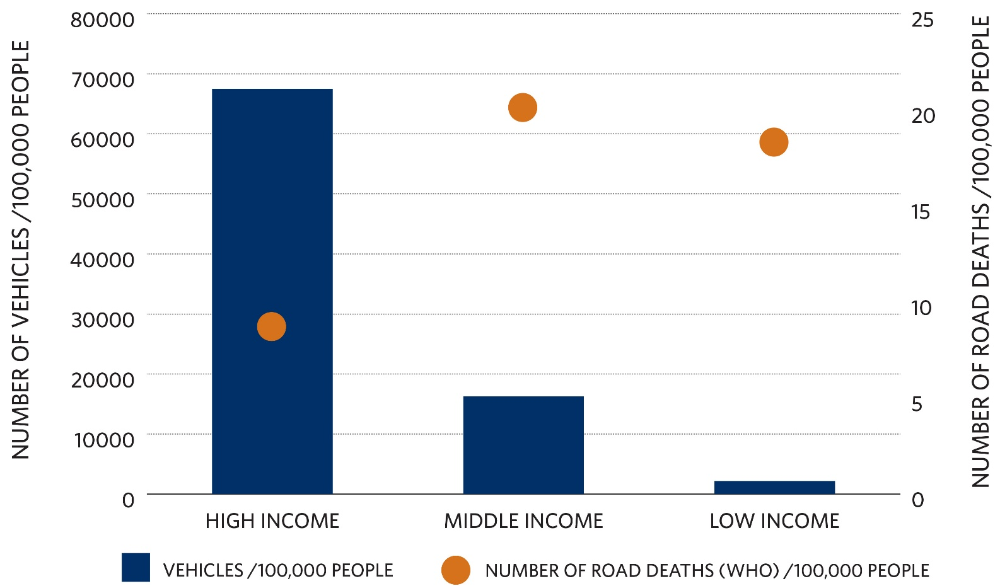 NUMBER OF VEHICLES /100,000 PEOPLE
80000
70000
60000
50000
40000
30000
20000
10000
0
25
20
15
10
5
0
NUMBER OF ROAD DEATHS /100,000 PEOPLE
HIGH INCOME
MIDDLE INCOME
LOW INCOME
VEHICLES /100,000 PEOPLE
NUMBER OF ROAD DEATHS (WHO) /100,000 PEOPLE